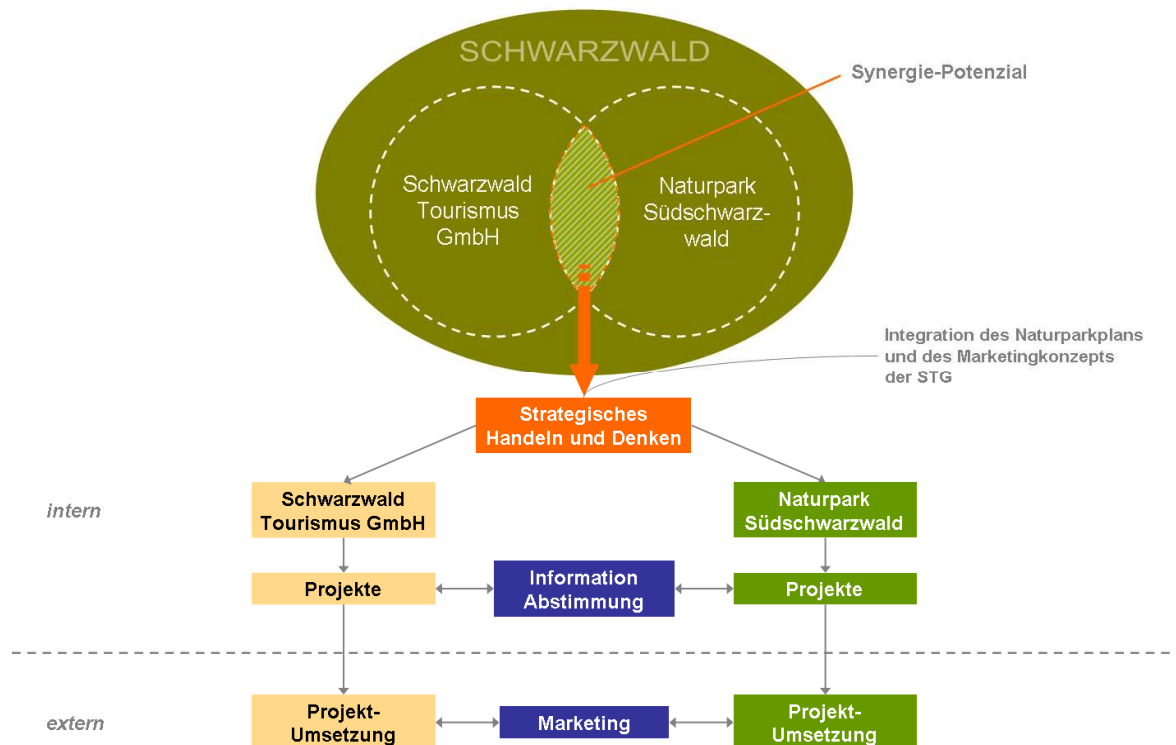 SCHWARZWALD
Synergie-Potenzial
Schwarzwald
Tourismus
GmbH
Naturpark
Südschwarz-
wald
Integration des Naturparkplans
und des Marketingkonzepts
der STG
Strategisches
Handeln und Denken
intern
Schwarzwald
Tourismus GmbH
Naturpark
Südschwarzwald
Projekte
Information
Abstimmung
Projekte
extern
Projekt-
Umsetzung
Marketing
Projekt-
Umsetzung